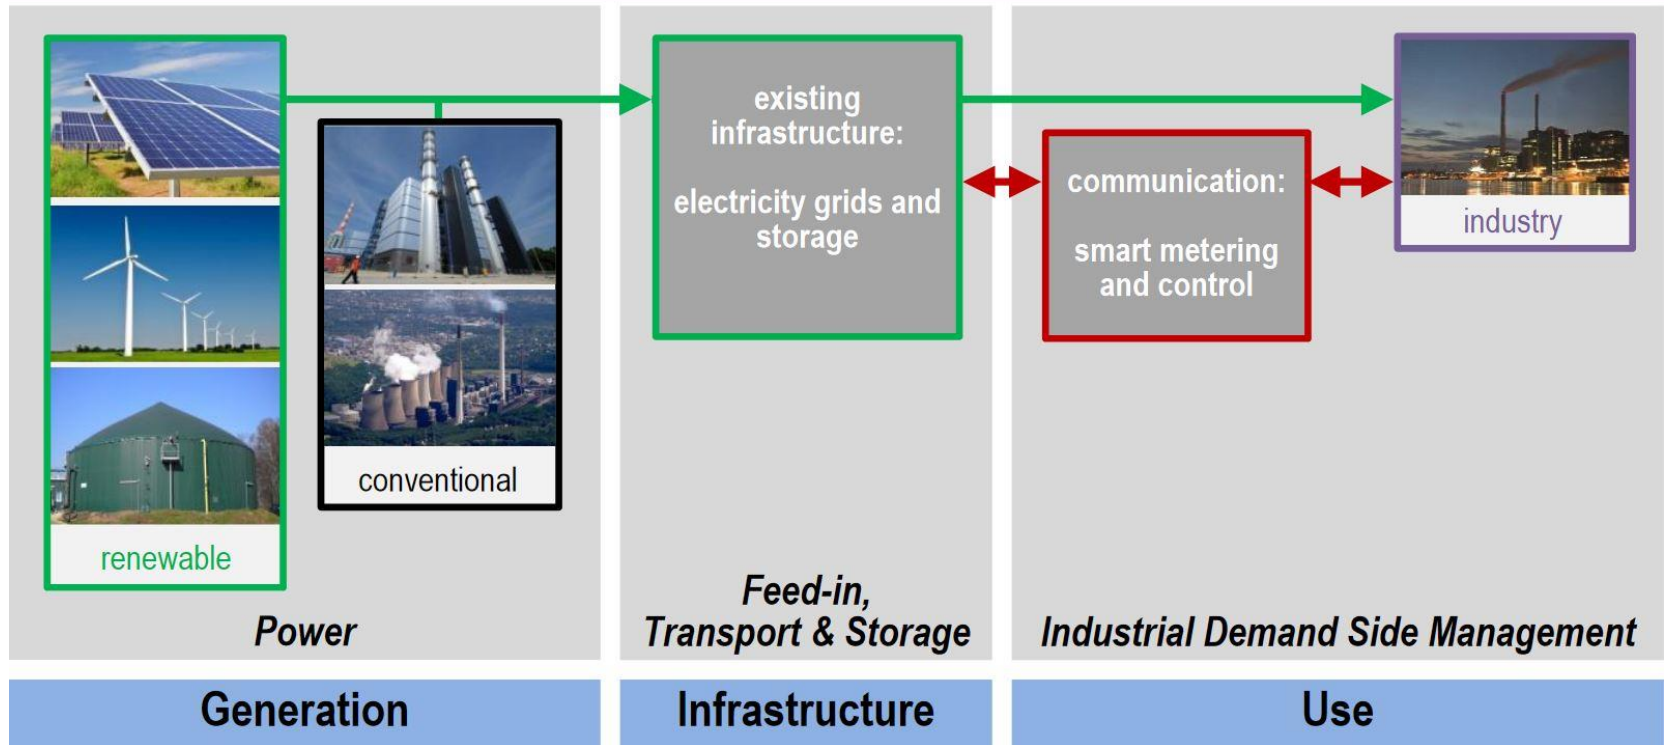 renewable
conventional
Power
existing
infrastructure:
electricity grids and
storage
Feed-in,
Transport & Storage
communication:
smart metering
and control
industry
Industrial Demand Side Management
Generation
Infrastructure
Use